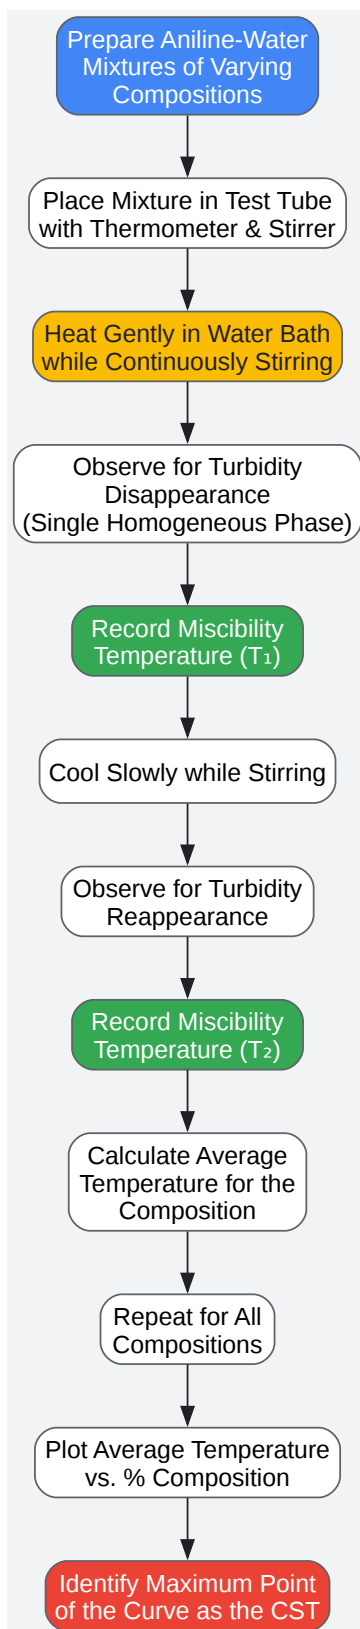 Prepare Aniline-Water
Mixtures of Varying
Compositions
Place Mixture in Test Tube
with Thermometer & Stirrer
Heat Gently in Water Bath
while Continuously Stirring
Observe for Turbidity
Disappearance
(Single Homogeneous Phase)
Record Miscibility
Temperature (T₁)
Cool Slowly while Stirring
Observe for Turbidity
Reappearance
Record Miscibility
Temperature (T₂)
Calculate Average
Temperature for the
Composition
Repeat for All
Compositions
Plot Average Temperature
vs. % Composition
Identify Maximum Point
of the Curve as the CST